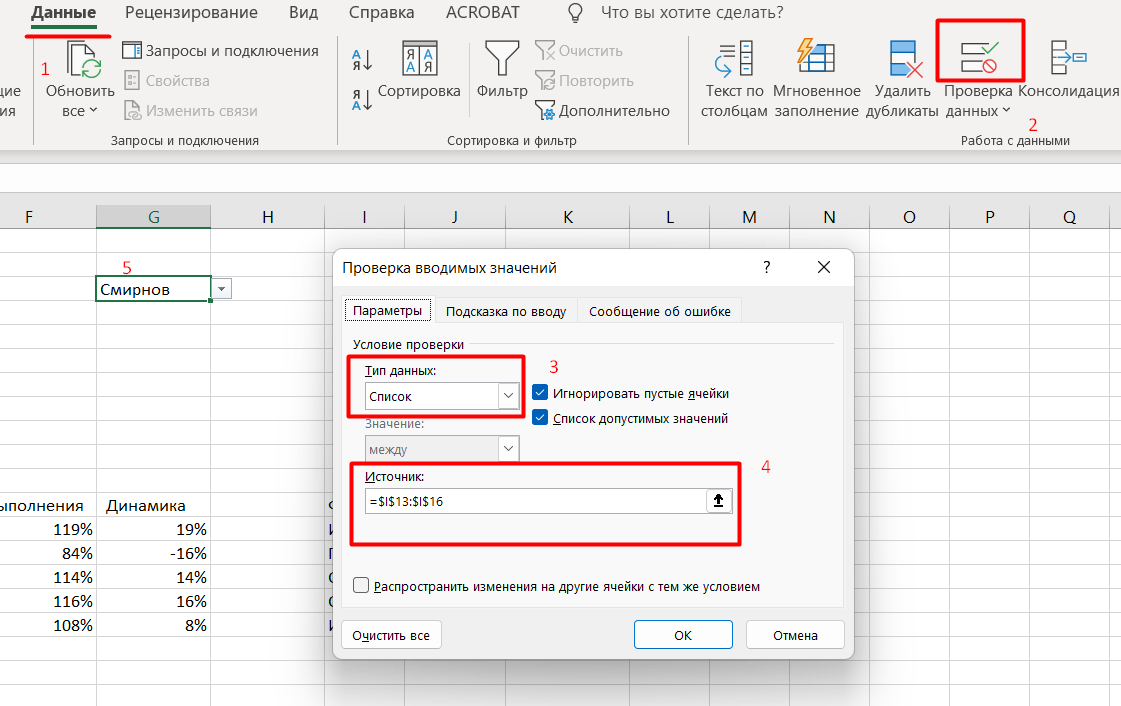 Данные Рецензирование Вид Справка ACROBAT Что вы хотите сделать?
1
Обновить все
Запросы и подключения
Свойства
Изменить связи
Запросы и подключения
Сортировка
Фильтр
Очистить
Повторить
Дополнительно
Сортировка и фильтр
Текст по столбцам
Мгновенное заполнение
Удалить дубликаты
Проверка данных
Консолидация
2
Работа с данными
F G H I J K L M N O P Q
5
Смирнов
Проверка вводимых значений ?
Параметры Подсказка по вводу Сообщение об ошибке
Условие проверки
Тип данных:
3
Список
Игнорировать пустые ячейки
Список допустимых значений
Значение:
между
Источник:
4
=$I$13:$I$16
Распространить изменения на другие ячейки с тем же условием
Очистить все ОК Отмена
Динамика
119% 19%
84% -16%
114% 14%
116% 16%
108% 8%